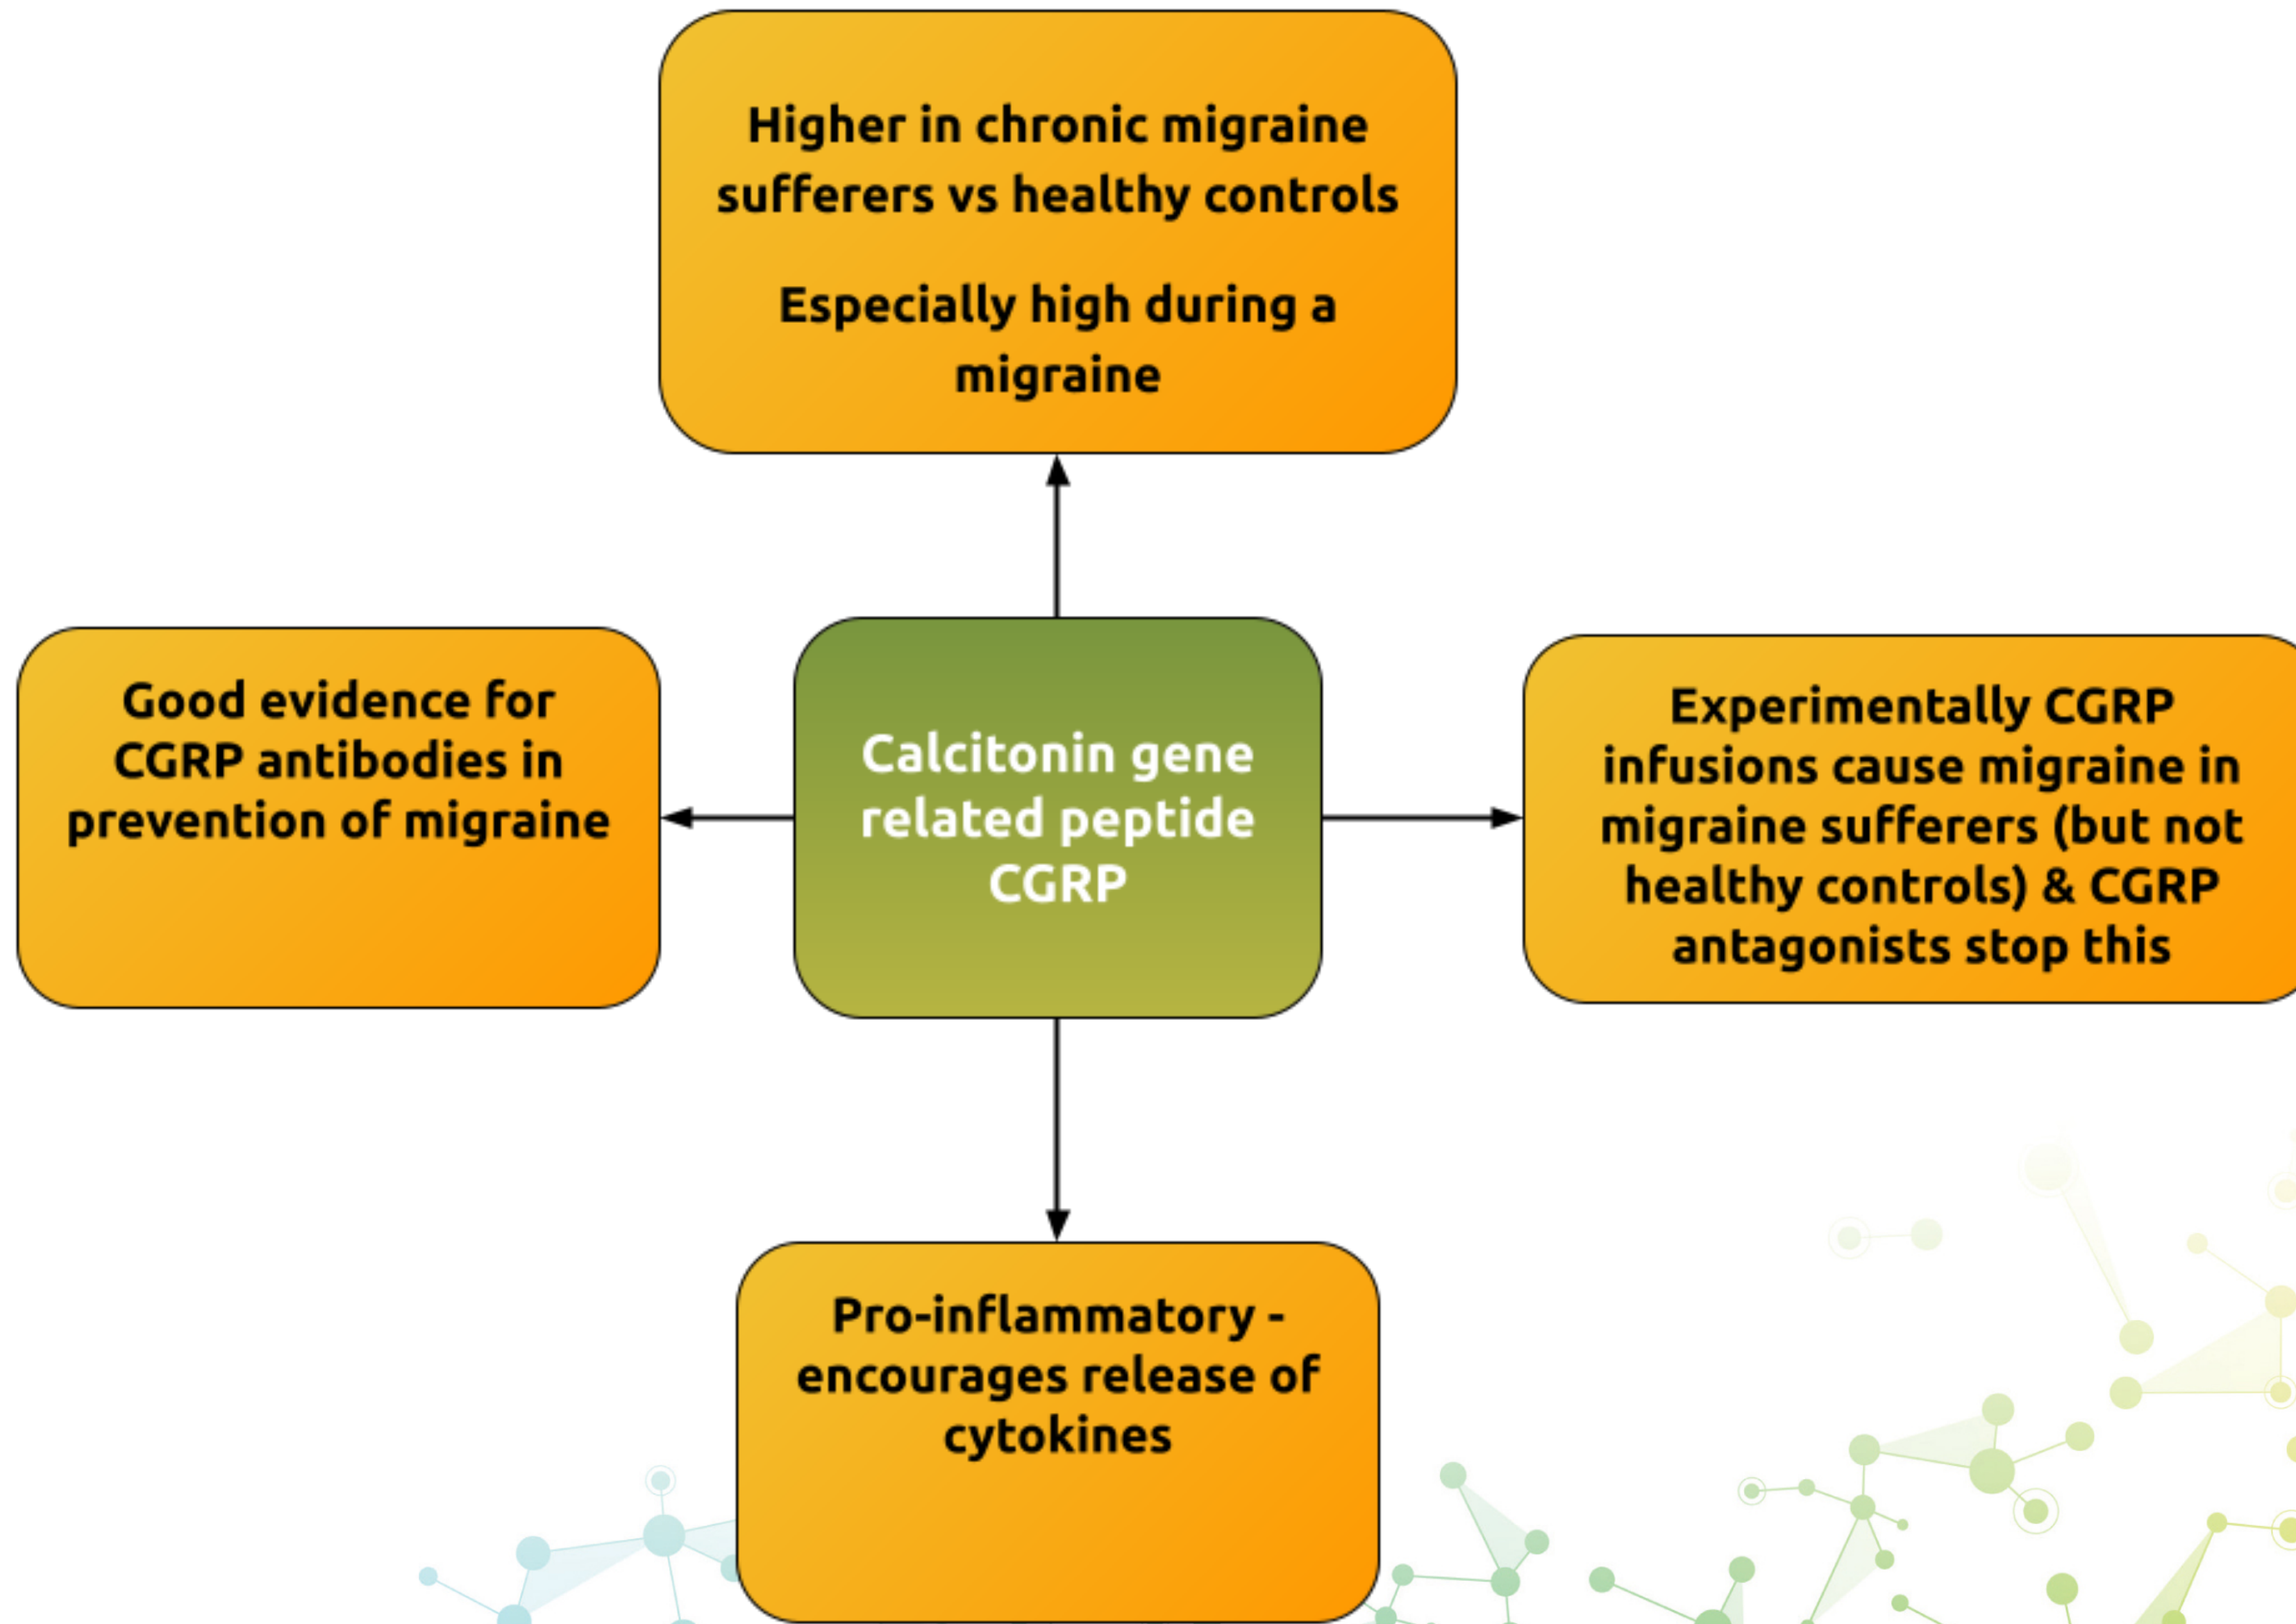 Higher in chronic migraine
sufferers vs healthy controls
Especially high during a
migraine
Good evidence for
CGRP antibodies in
prevention of migraine
Calcitonin gene
related peptide
CGRP
Experimentally CGRP
infusions cause migraine in
migraine sufferers (but not
healthy controls) & CGRP
antagonists stop this
Pro-inflammatory -
encourages release of
cytokines